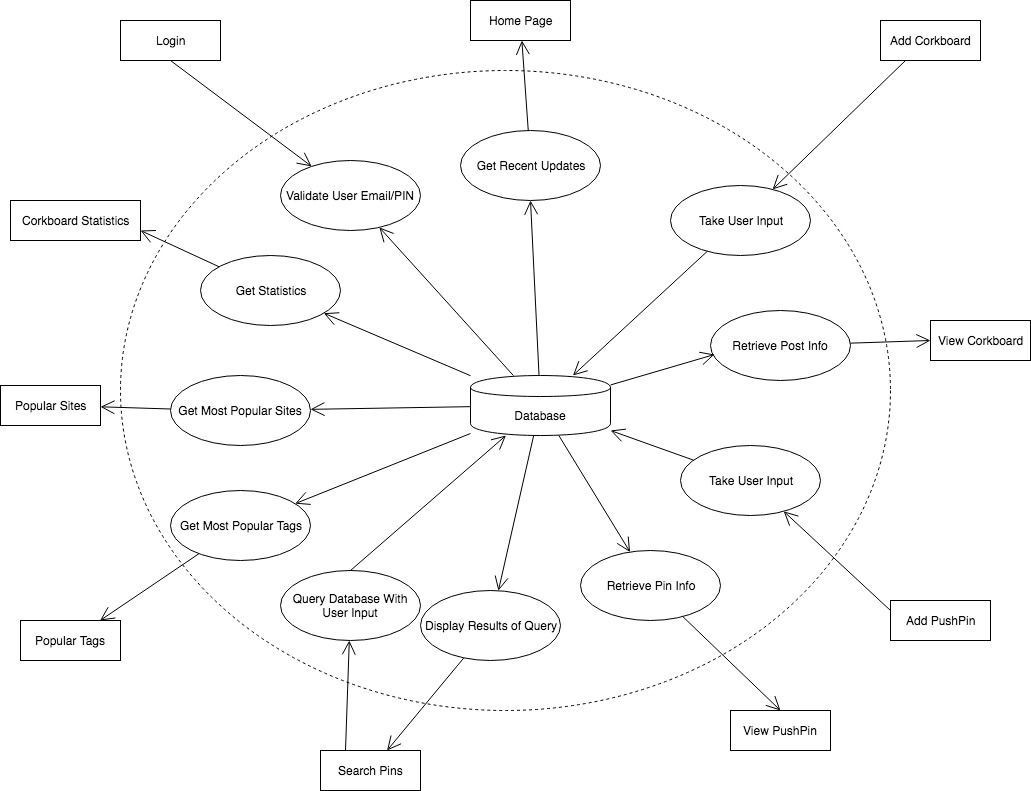 Home Page
Login
Add Corkboard
Get Recent Updates
Validate User Email/PIN
Corkboard Statistics
Take User Input
Get Statistics
Retrieve Post Info
View Corkboard
Popular Sites
Get Most Popular Sites
Database
Take User Input
Get Most Popular Tags
Retrieve Pin Info
Query Database With
User Input
Display Results of Query
Add PushPin
Popular Tags
View PushPin
Search Pins